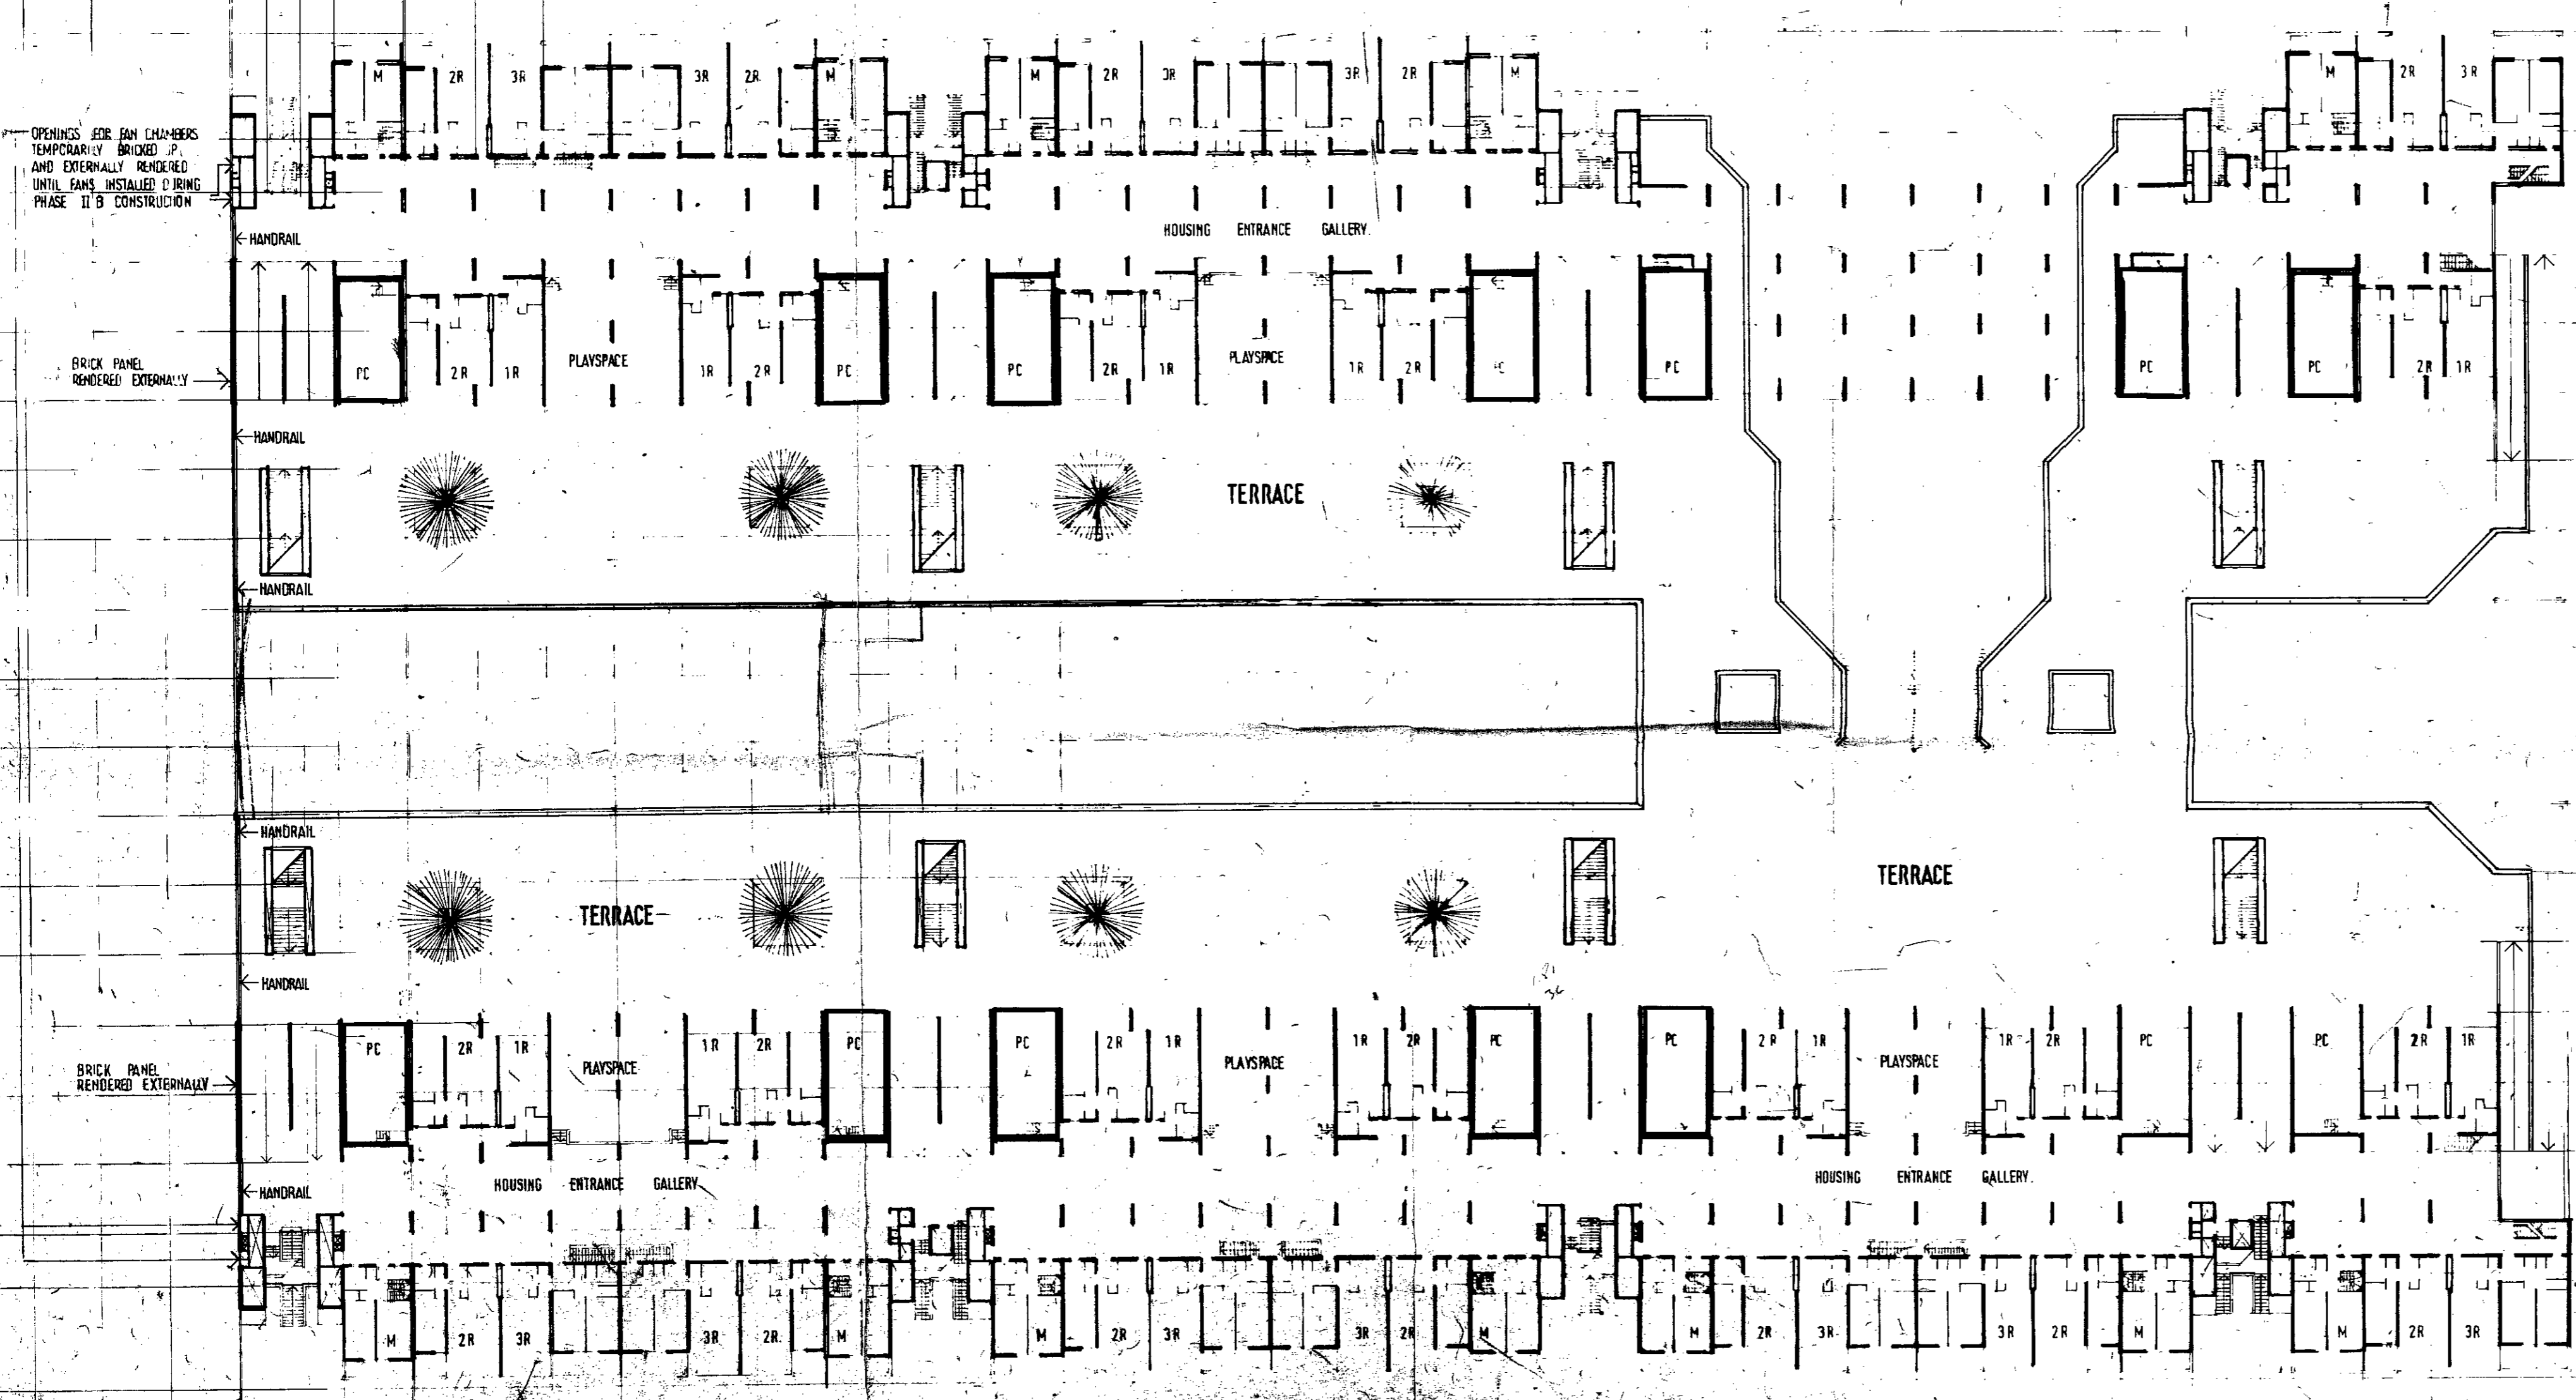 M 2R 3R 3R 2R M M 2R 3R 3R 2R M M 2R 3R
OPENINGS FOR FAN CHAMBERS
TEMPORARILY BRICKED UP
AND EXTERNALLY RENDERED
UNTIL FANS INSTALLED DURING
PHASE II B CONSTRUCTION
HANDRAIL
HOUSING ENTRANCE GALLERY.
BRICK PANEL
RENDERED EXTERNALLY
PC 2R 1R PLAYSPACE 1R 2R PC PC 2R 1R PLAYSPACE 1R 2R PC PC PC PC 2R 1R
HANDRAIL
TERRACE
HANDRAIL
HANDRAIL
TERRACE
TERRACE
HANDRAIL
PC 2R 1R PLAYSPACE 1R 2R PC PC 2R 1R PLAYSPACE 1R 2R PC PC 2R 1R PLAYSPACE 1R 2R PC PC 2R 1R
BRICK PANEL
RENDERED EXTERNALLY
HOUSING ENTRANCE GALLERY
HOUSING ENTRANCE GALLERY.
HANDRAIL
M 2R 3R 3R 2R M M 2R 3R 3R 2R M M 2R 3R 3R 2R M M 2R 3R